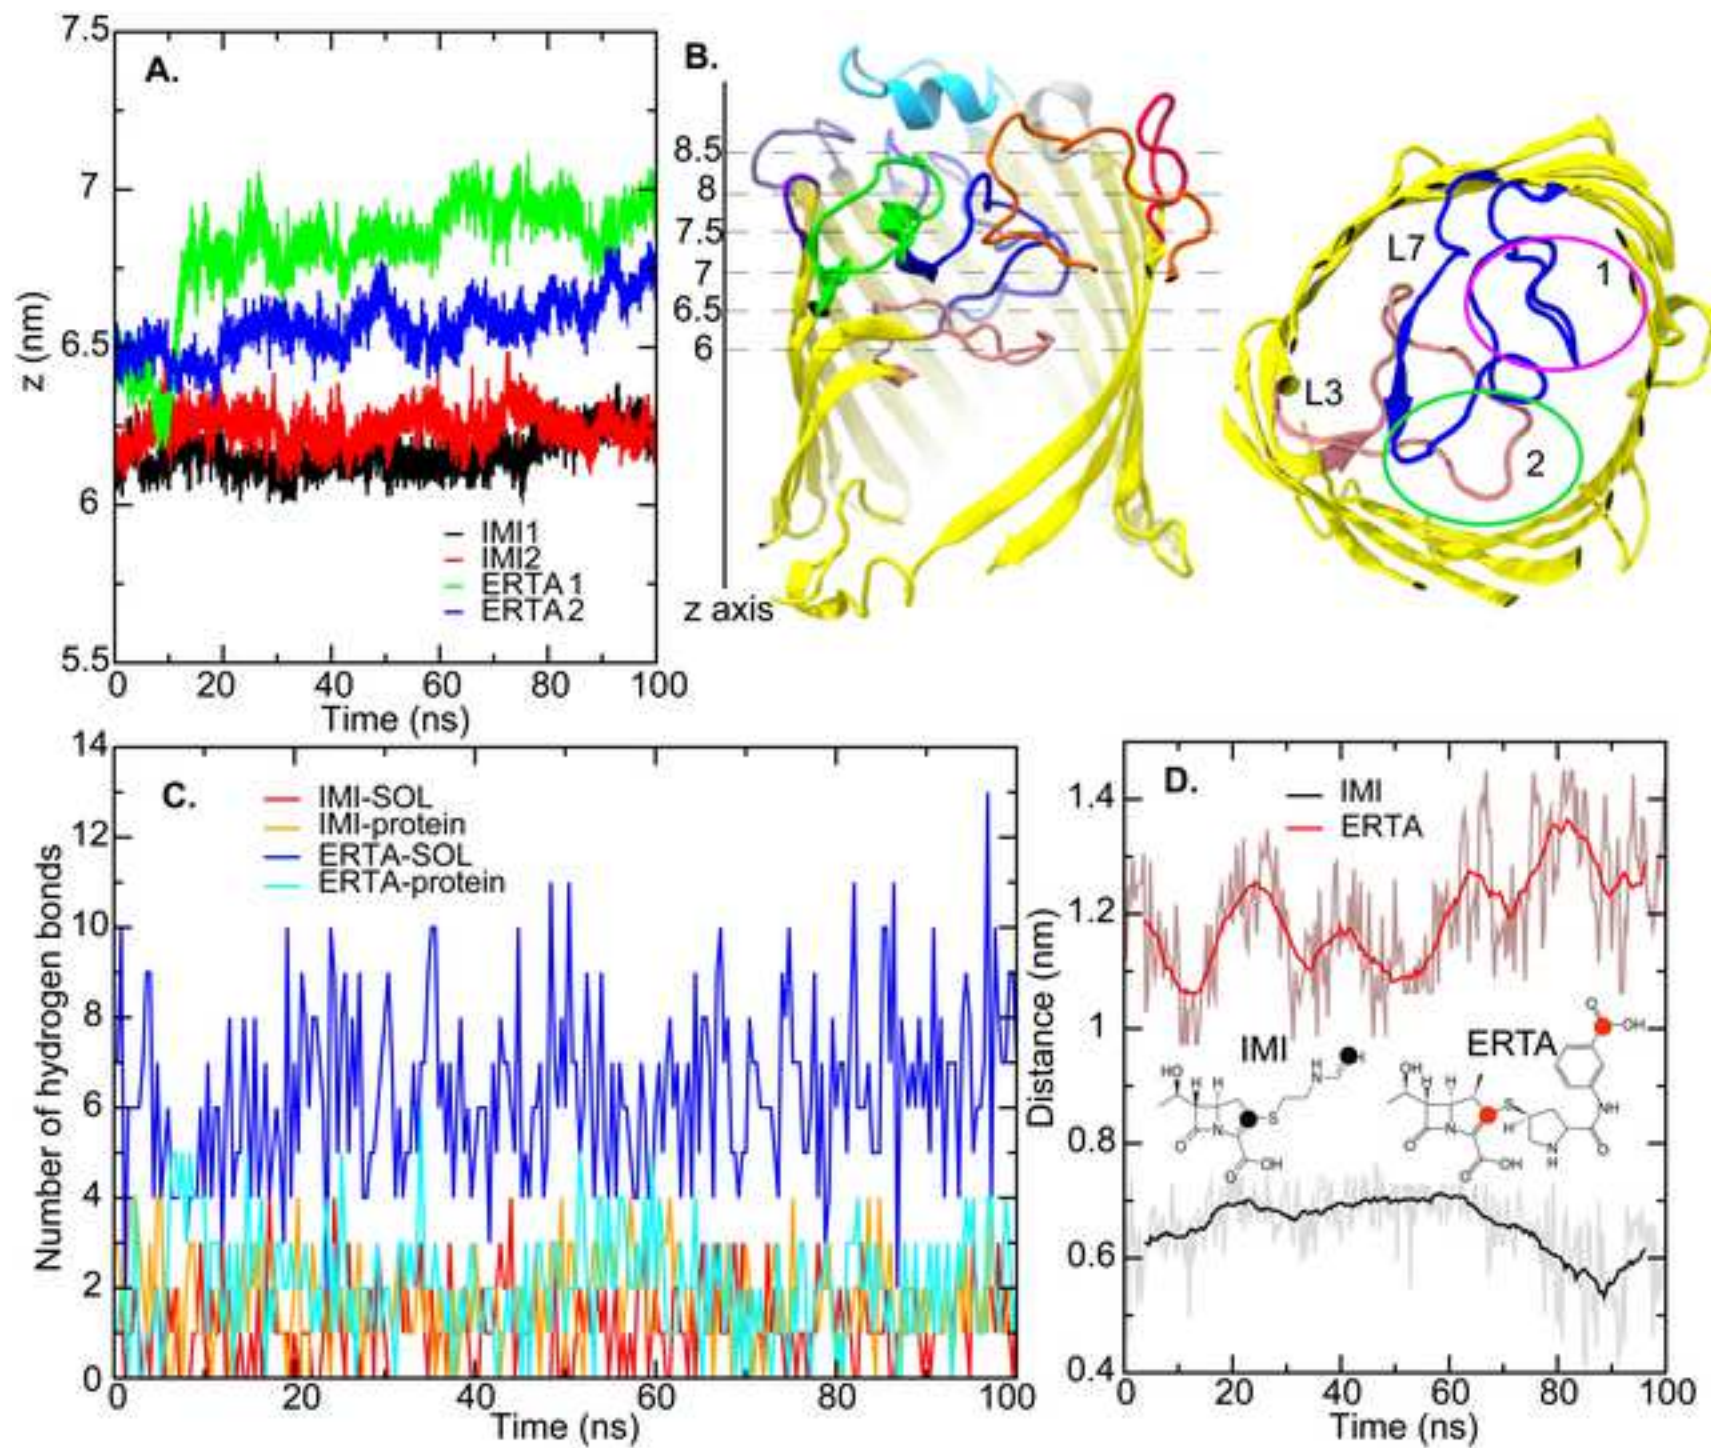 A.
7.5
7
6.5
6
5.5
z (nm)
IMI1
IMI2
ERTA1
ERTA2
0 20 40 60 80 100
Time (ns)
B.
8.5
8
7.5
7
6.5
6
z axis
L7
L3
1
2
C.
14
12
10
8
6
4
2
0
Number of hydrogen bonds
IMI-SOL
IMI-protein
ERTA-SOL
ERTA-protein
0 20 40 60 80 100
Time (ns)
D.
1.4
1.2
1
0.8
0.6
0.4
Distance (nm)
IMI
ERTA
IMI
HO H H
N H
S
O N
OH
O
ERTA
O
OH
OH H H
S
H
NH
O N
N
H
O
OH
O
0 20 40 60 80 100
Time (ns)